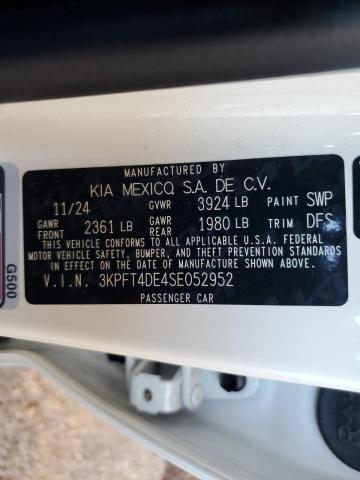 MANUFACTURED BY
KIA MEXICO, S.A. DE C.V.
11/24 GVWR 3924 LB PAINT SWP
GAWR FRONT 2361 LB GAWR REAR 1980 LB TRIM DFS
THIS VEHICLE CONFORMS TO ALL APPLICABLE U.S.A. FEDERAL
MOTOR VEHICLE SAFETY, BUMPER, AND THEFT PREVENTION STANDARDS
IN EFFECT ON THE DATE OF MANUFACTURE SHOWN ABOVE.
V.I.N. 3KPFT4DE4SE052952
PASSENGER CAR
G500